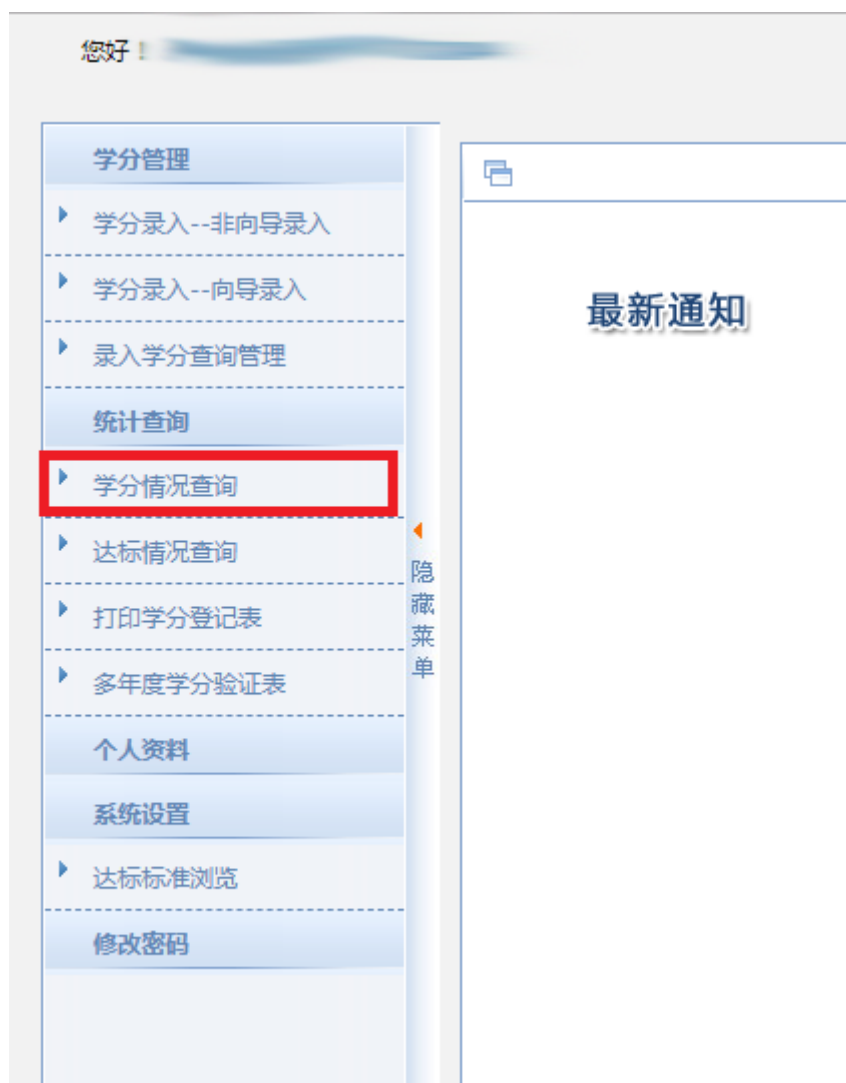 您好！
学分管理
学分录入--非向导录入
学分录入--向导录入
录入学分查询管理
统计查询
学分情况查询
达标情况查询
打印学分登记表
多年度学分验证表
个人资料
系统设置
达标标准浏览
修改密码
隐藏菜单
最新通知